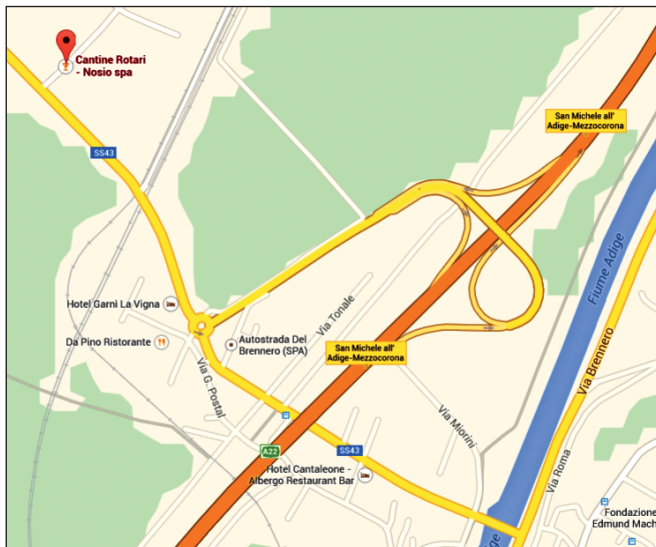 Cantine Rotari
- Nosio spa
San Michele all'
Adige-Mezzocorona
SS43
Fiume Adige
Hotel Garnì La Vigna
Via Tonale
Da Pino Ristorante
Autostrada Del
Brennero (SPA)
San Michele all'
Adige-Mezzocorona
Via Brennero
Via G. Postal
Via Miorini
A22
SS43
Hotel Cantaleone -
Albergo Restaurant Bar
Via Roma
Fondazione
Edmund Mach
Adige